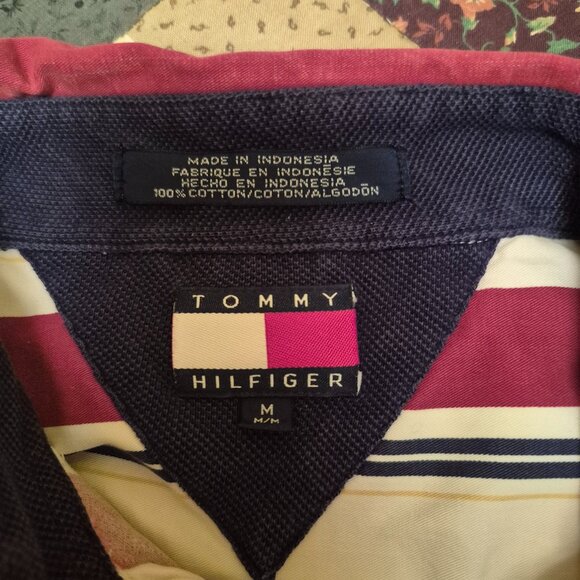 MADE IN INDONESIA
FABRIQUE EN INDONÉSIE
HECHO EN INDONESIA
100% COTTON/COTON/ALGODÓN
TOMMY
HILFIGER
M
M/M